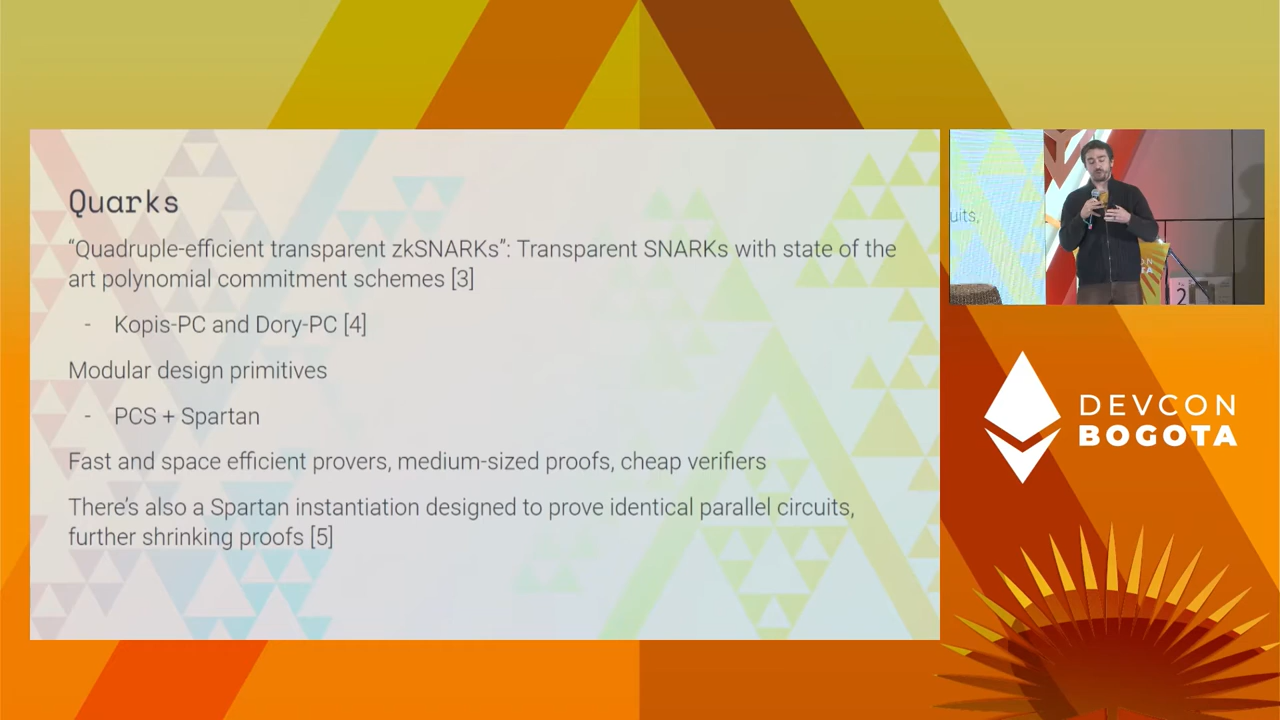 Quarks
“Quadruple-efficient transparent zkSNARKs”: Transparent SNARKs with state of the
art polynomial commitment schemes [3]
- Kopis-PC and Dory-PC [4]
Modular design primitives
- PCS + Spartan
Fast and space efficient provers, medium-sized proofs, cheap verifiers
There’s also a Spartan instantiation designed to prove identical parallel circuits,
further shrinking proofs [5]
uits,
2
DEVCON
BOGOTA